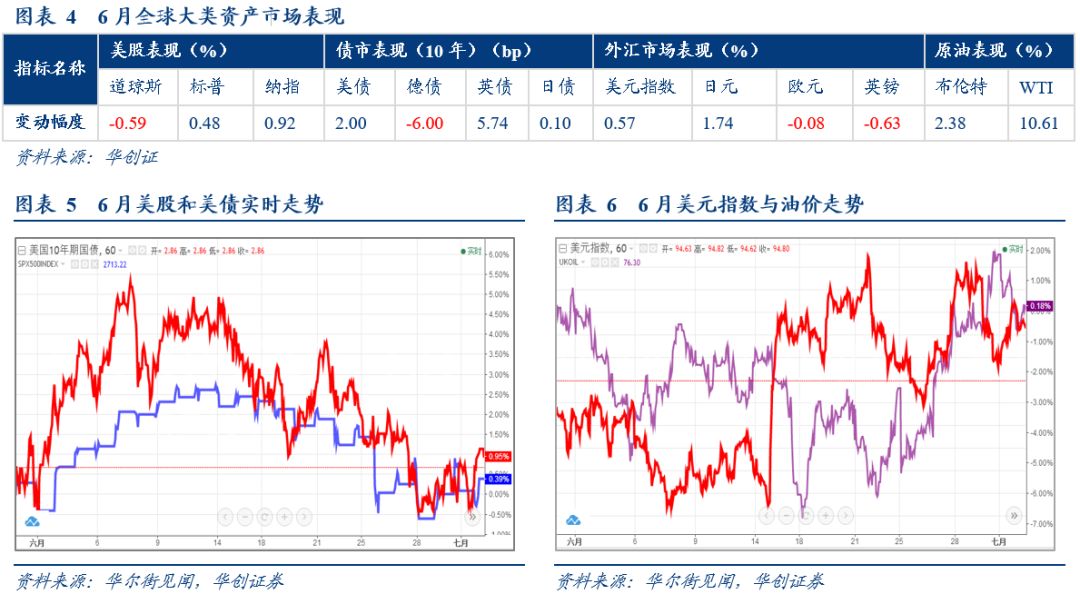 图表 4 6 月全球大类资产市场表现
指标名称 美股表现（%） 债市表现（10 年）（bp） 外汇市场表现（%） 原油表现（%）
道琼斯 标普 纳指 美债 德债 英债 日债 美元指数 日元 欧元 英镑 布伦特 WTI
变动幅度 -0.59 0.48 0.92 2.00 -6.00 5.74 0.10 0.57 1.74 -0.08 -0.63 2.38 10.61
资料来源：华创证
图表 5 6 月美股和美债实时走势
美国10年期国债, 60 开= 2.86 高= 2.86 低= 2.86 收= 2.86 实时
SPX500INDEX 2713.22
6.00%
5.50%
5.00%
4.50%
4.00%
3.50%
3.00%
2.50%
2.00%
1.50%
0.95%
0.39%
0.00%
-0.50%
-1.00%
六月 6 9 14 18 21 25 28 七月
资料来源：华尔街见闻，华创证券
图表 6 6 月美元指数与油价走势
美元指数, 60 开= 94.63 高= 94.82 低= 94.62 收= 94.80 实时
UKOIL 76.30
2.00%
1.00%
0.18%
0.00%
-1.00%
-2.00%
-3.00%
-4.00%
-5.00%
-6.00%
-7.00%
六月 6 9 14 18 21 25 28 七月
资料来源：华尔街见闻，华创证券